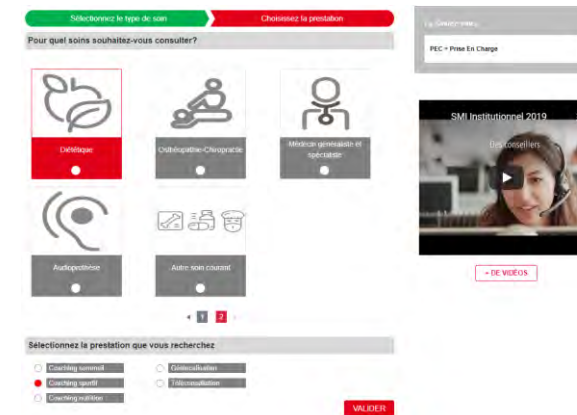 Sélectionnez le type de soin
Choisissez la prestation
Pour quel soins souhaitez-vous consulter?
Diététique
Ostéopathie-Chiropractie
Médecin généraliste et
spécialiste
Audioprothèse
Autre soin courant
1 2
Sélectionnez la prestation que vous recherchez
Coaching sommeil
Géolocalisation
Coaching sportif
Téléconsultation
Coaching nutrition
VALIDER
PEC = Prise En Charge
SMI Institutionnel 2019
Des conseillers
+ DE VIDÉOS